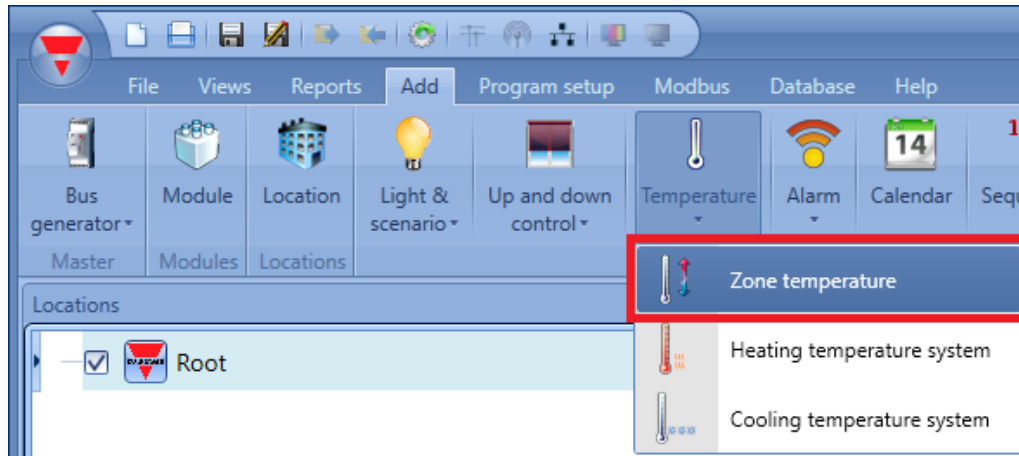 File Views Reports Add Program setup Modbus Database Help
Bus generator Module Location Light & scenario Up and down control Temperature Alarm 14 Calendar
Master Modules Locations
Zone temperature
Locations
Root
Heating temperature system
Cooling temperature system